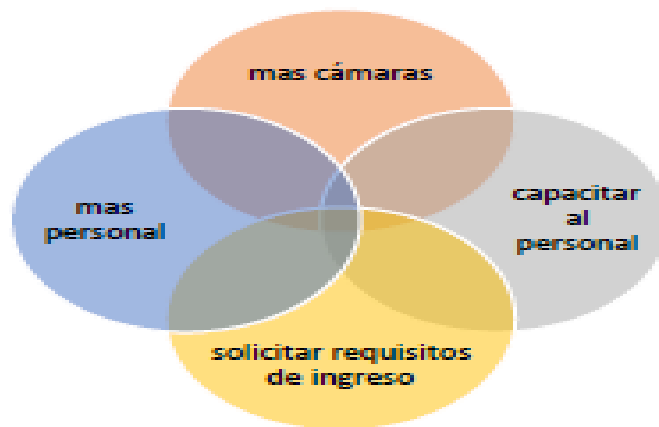 mas cámaras
mas
personal
capacitar
al
personal
solicitar requisitos
de ingreso